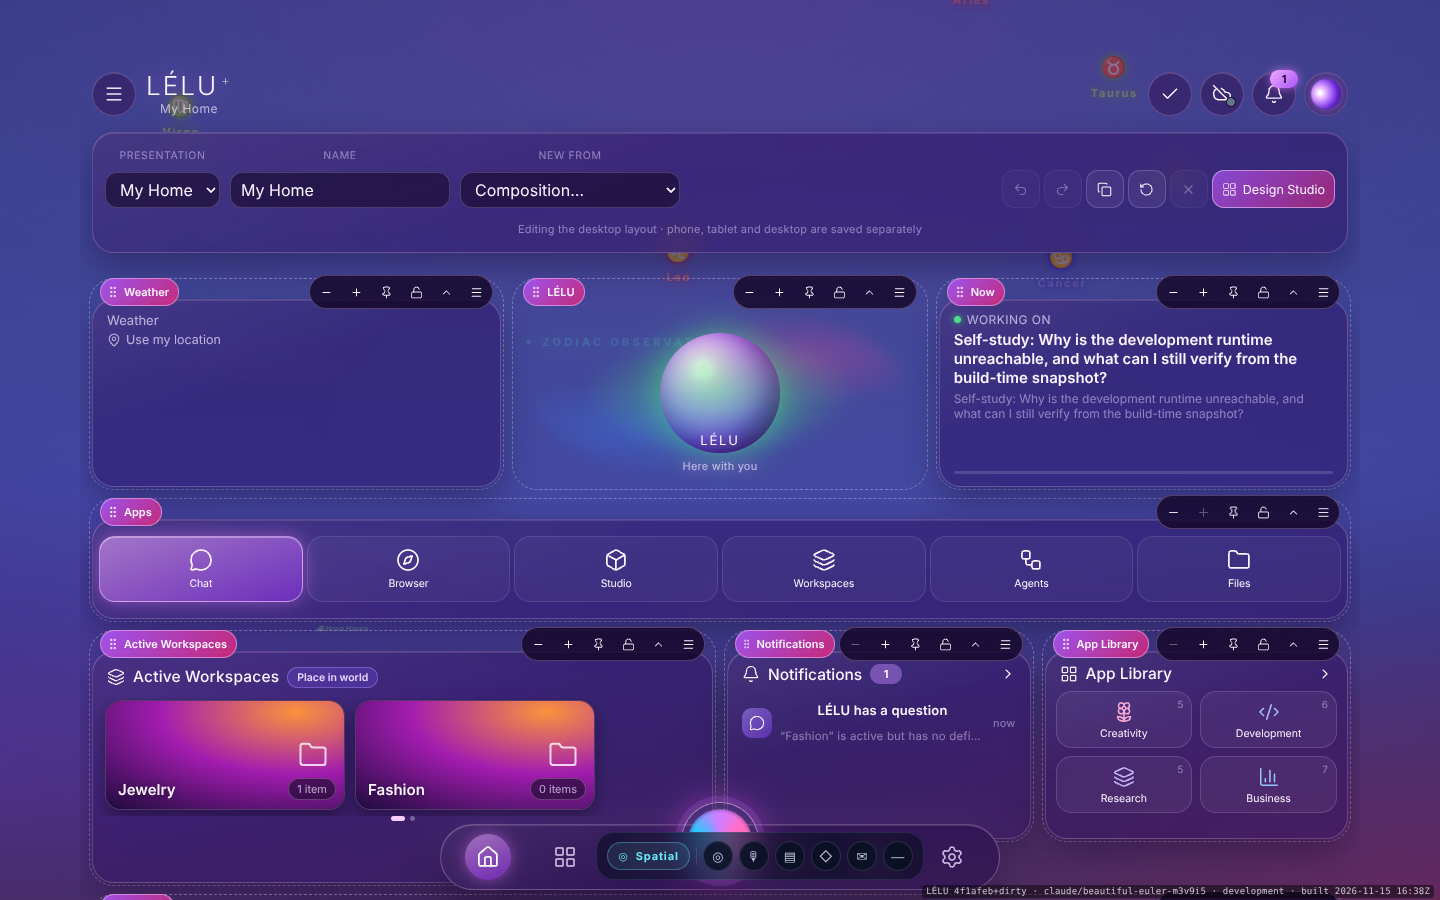 Aries
LÉLU +
My Home
Virgo
Taurus
1
PRESENTATION
NAME
NEW FROM
My Home
My Home
Composition...
Design Studio
Editing the desktop layout · phone, tablet and desktop are saved separately
Leo
Cancer
Weather
Weather
Use my location
LÉLU
ZODIAC OBSERVA
LÉLU
Here with you
Now
WORKING ON
Self-study: Why is the development runtime
unreachable, and what can I still verify from the
build-time snapshot?
Self-study: Why is the development runtime unreachable, and
what can I still verify from the build-time snapshot?
Apps
Chat
Browser
Studio
Workspaces
Agents
Files
Active Workspaces
Active Workspaces
Place in world
Jewelry
1 item
Fashion
0 items
Notifications
Notifications
1
LÉLU has a question
now
“Fashion” is active but has no defi...
App Library
App Library
Creativity
5
Development
6
Research
5
Business
7
Spatial
LÉLU 4f1afeb+dirty · claude/beautiful-euler-m3v9i5 · development · built 2026-11-15 16:38Z